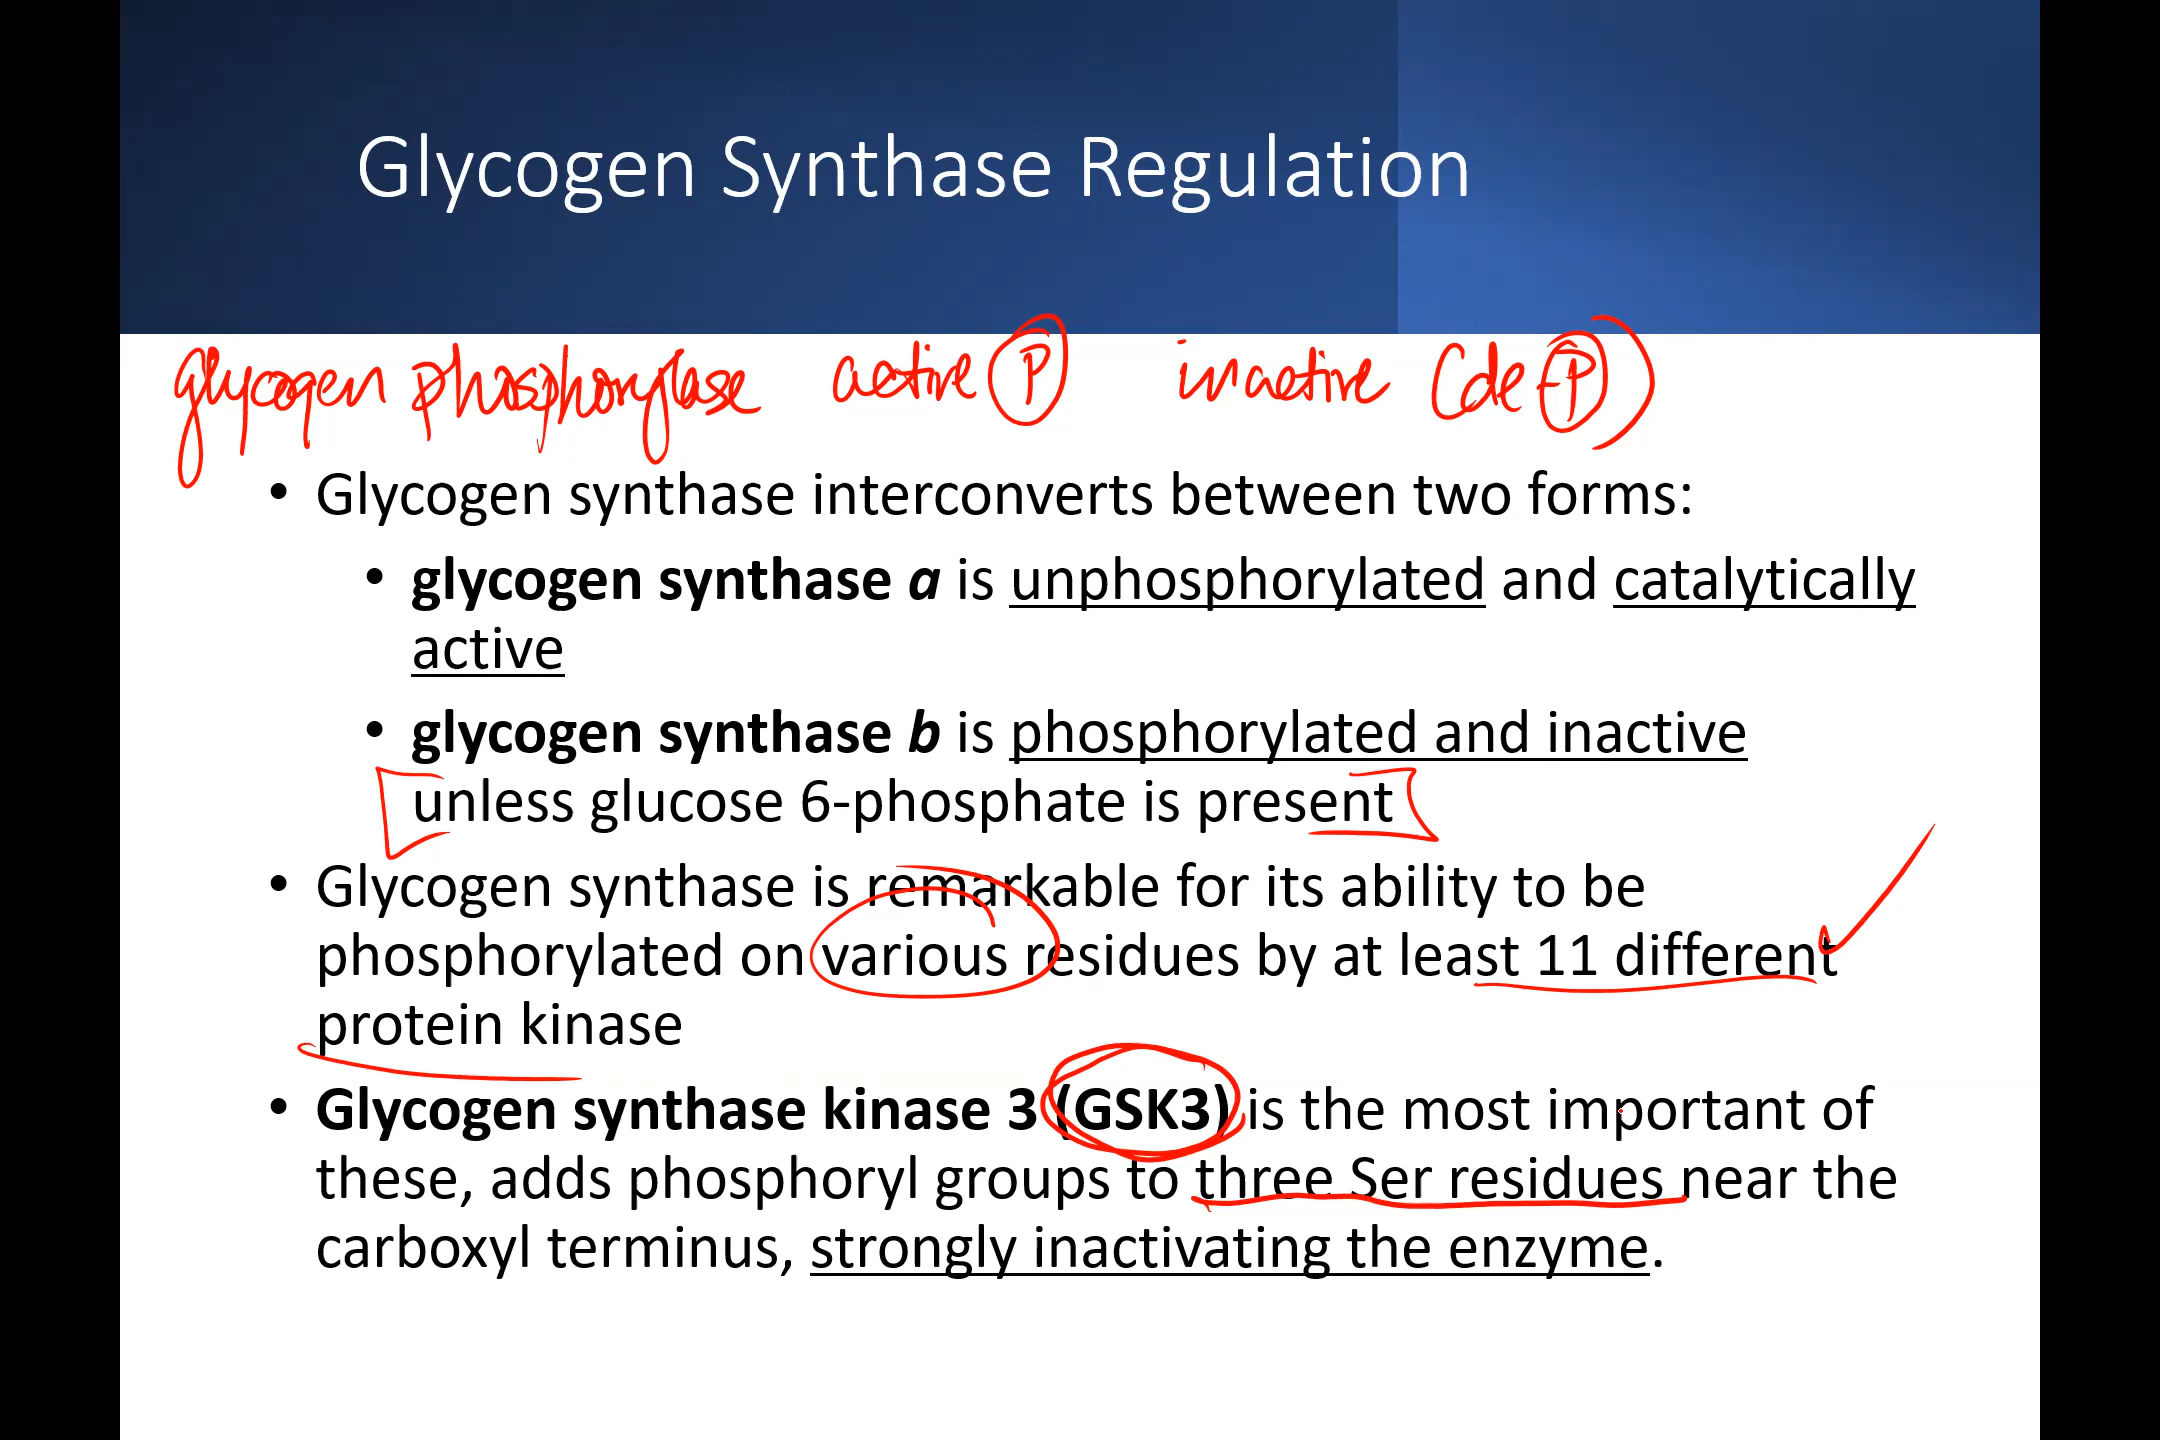 Glycogen Synthase Regulation
glycogen phosphorylase active P inactive (de-P)
• Glycogen synthase interconverts between two forms:
• glycogen synthase a is unphosphorylated and catalytically
active
• glycogen synthase b is phosphorylated and inactive
unless glucose 6-phosphate is present
• Glycogen synthase is remarkable for its ability to be
phosphorylated on various residues by at least 11 different
protein kinase
• Glycogen synthase kinase 3 (GSK3) is the most important of
these, adds phosphoryl groups to three Ser residues near the
carboxyl terminus, strongly inactivating the enzyme.